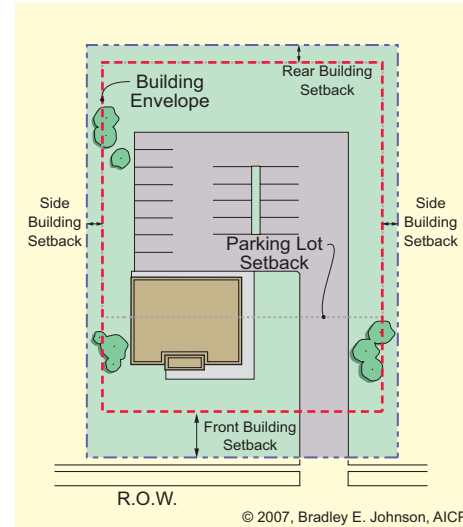 Building
Envelope
Rear Building
Setback
Side
Building
Setback
Side
Building
Setback
Parking Lot
Setback
Front Building
Setback
R.O.W.
© 2007, Bradley E. Johnson, AICP